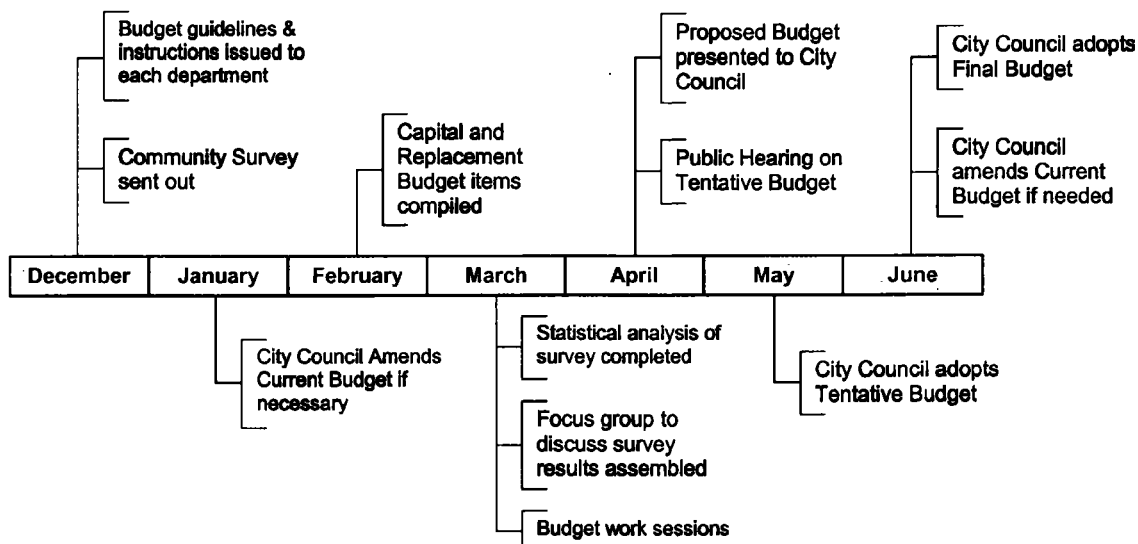 Budget guidelines &
instructions issued to
each department
Community Survey
sent out
Capital and
Replacement
Budget items
compiled
Proposed Budget
presented to City
Council
Public Hearing on
Tentative Budget
City Council adopts
Final Budget
City Council
amends Current
Budget if needed
December January February March April May June
City Council Amends
Current Budget if
necessary
Statistical analysis of
survey completed
Focus group to
discuss survey
results assembled
Budget work sessions
City Council adopts
Tentative Budget